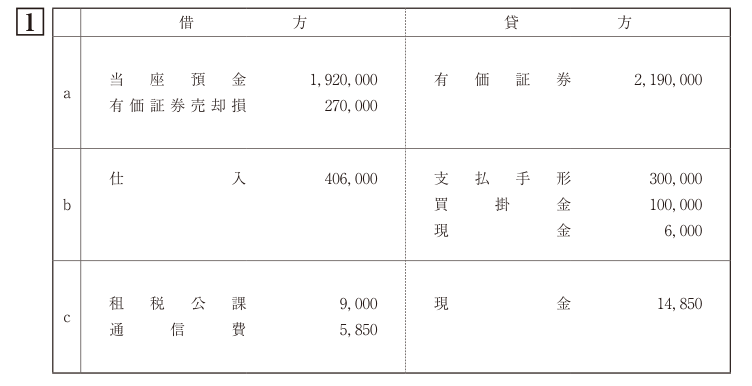 1
借方 貸方
a
当座預金 1,920,000 有価証券 2,190,000
有価証券売却損 270,000
b
仕入 406,000 支払手形 300,000
買掛金 100,000
現金 6,000
c
租税公課 9,000 現金 14,850
通信費 5,850